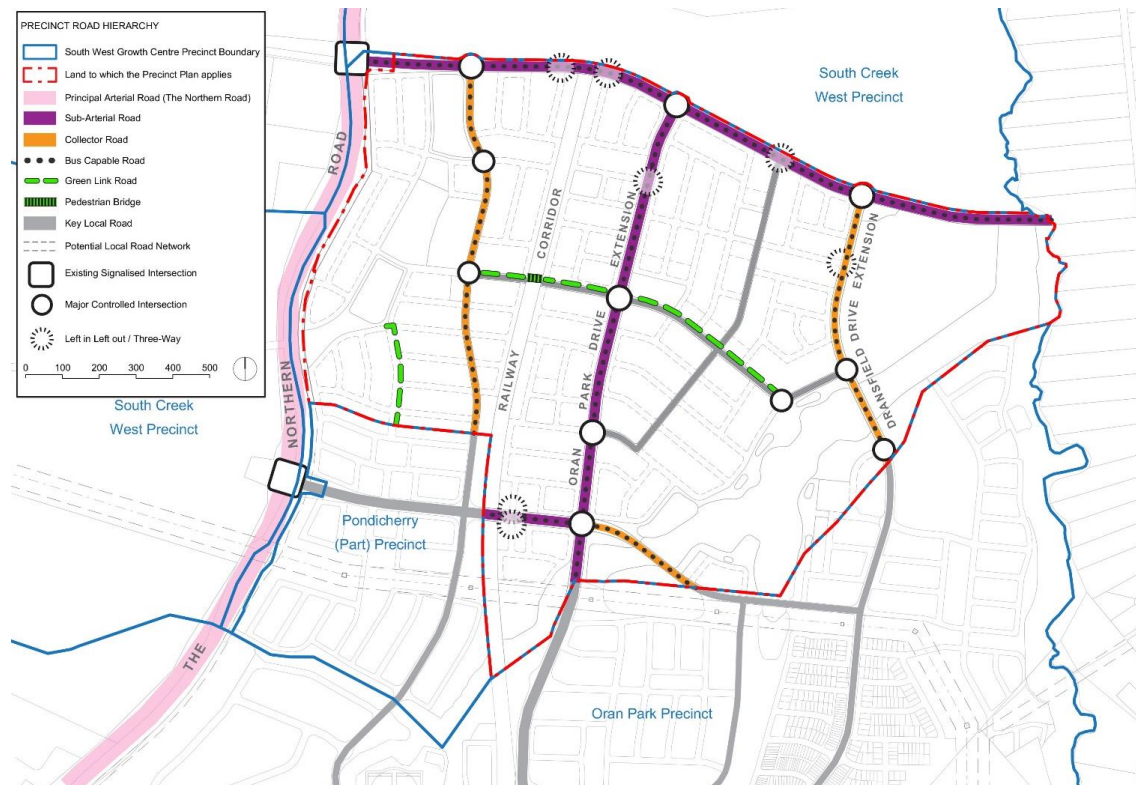 PRECINCT ROAD HIERARCHY
South West Growth Centre Precinct Boundary
Land to which the Precinct Plan applies
Principal Arterial Road (The Northern Road)
Sub-Arterial Road
Collector Road
Bus Capable Road
Green Link Road
Pedestrian Bridge
Key Local Road
Potential Local Road Network
Existing Signalised Intersection
Major Controlled Intersection
Left in Left out / Three-Way
0 100 200 300 400 500
South Creek
West Precinct
South Creek
West Precinct
THE NORTHERN ROAD
RAILWAY CORRIDOR
ORAN PARK DRIVE EXTENSION
DRANSFIELD DRIVE EXTENSION
Pondicherry
(Part) Precinct
Oran Park Precinct